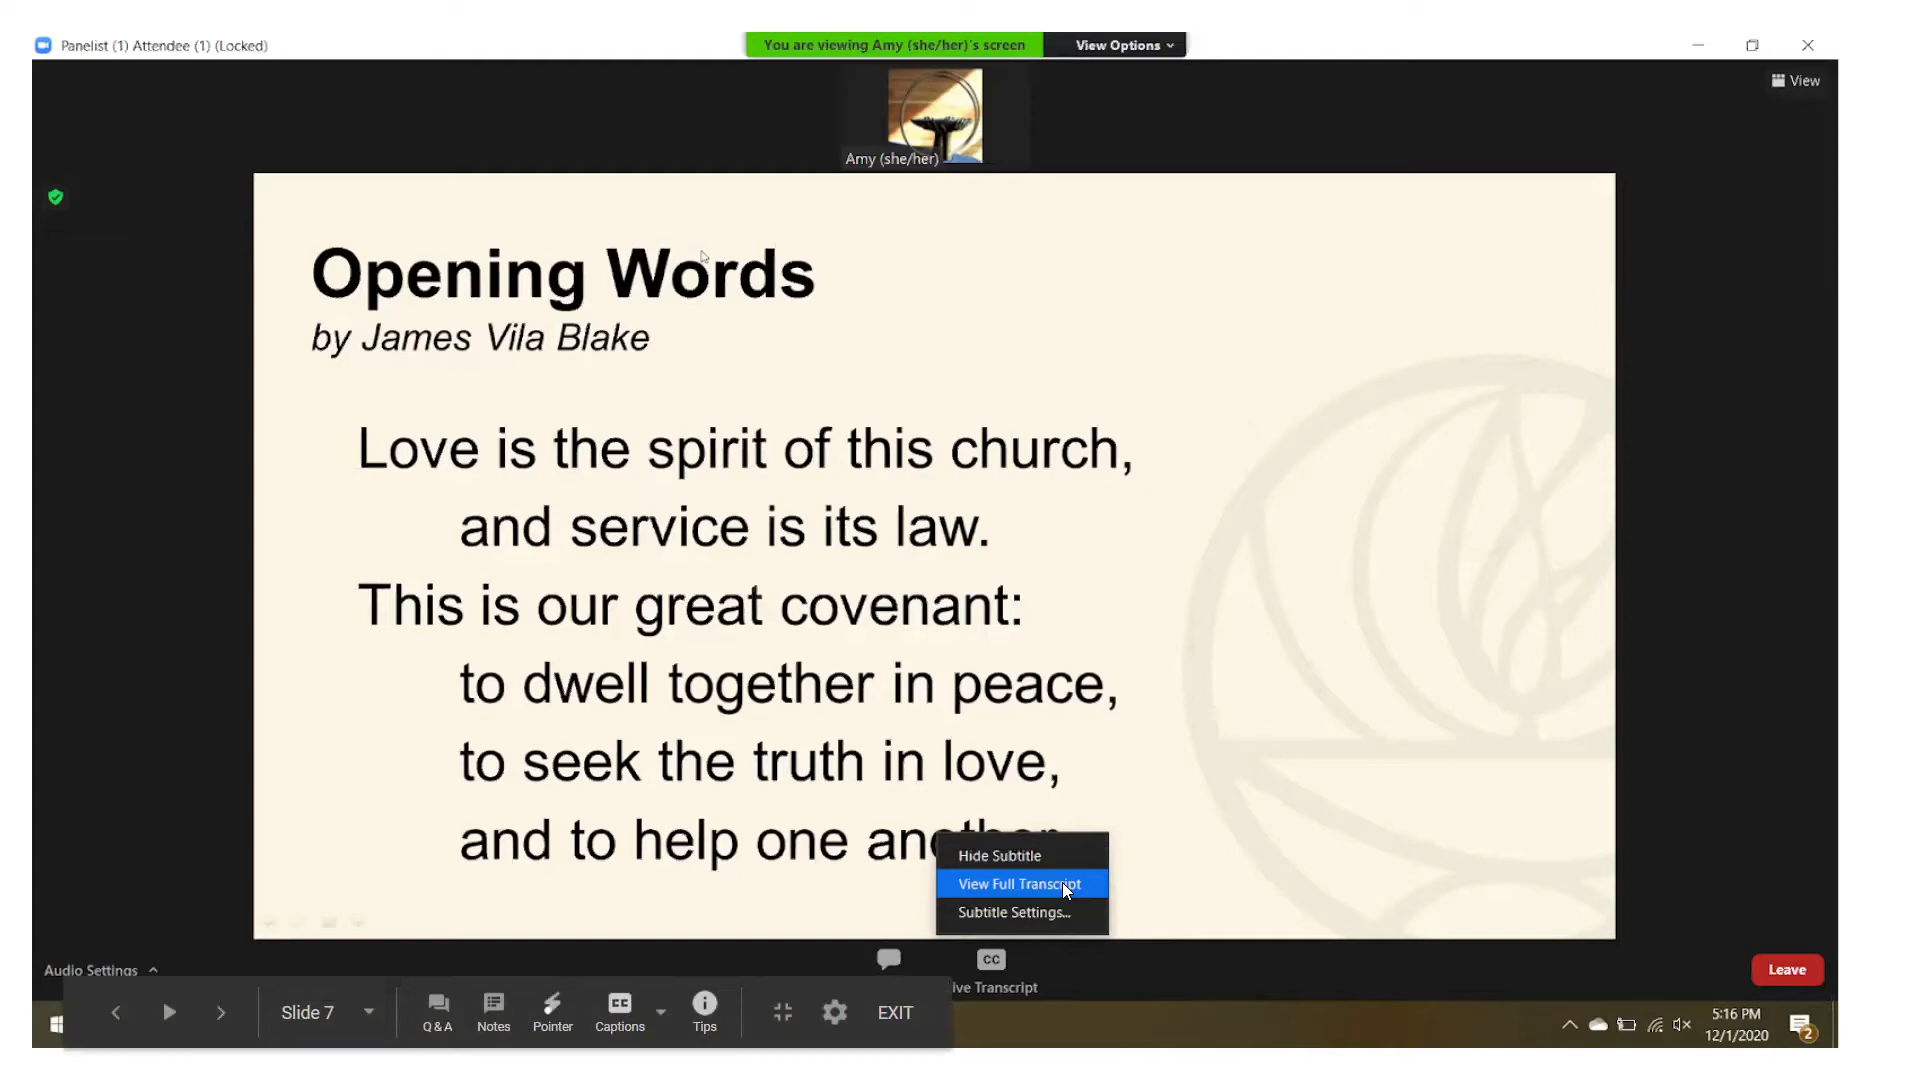 Panelist (1) Attendee (1) (Locked)
You are viewing Amy (she/her)'s screen
View Options
View
Amy (she/her)
Opening Words
by James Vila Blake
Love is the spirit of this church,
and service is its law.
This is our great covenant:
to dwell together in peace,
to seek the truth in love,
and to help one another
Hide Subtitle
View Full Transcript
Subtitle Settings...
Audio Settings
CC
ive Transcript
Leave
Slide 7
Q & A
Notes
Pointer
CC
Captions
Tips
EXIT
5:16 PM
12/1/2020
2